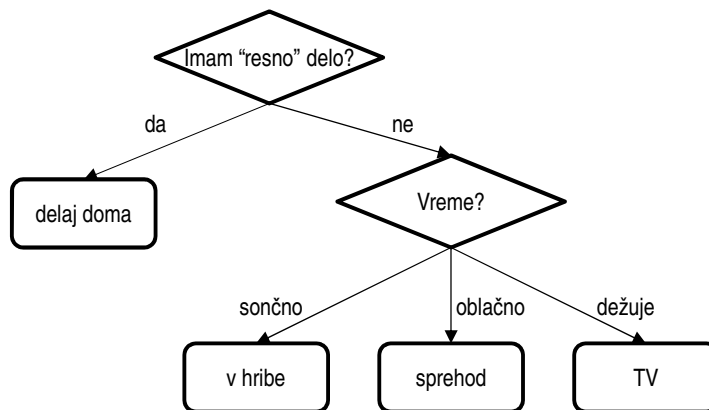 Imam “resno” delo?
da
ne
delaj doma
Vreme?
sončno
oblačno
dežuje
v hribe
sprehod
TV